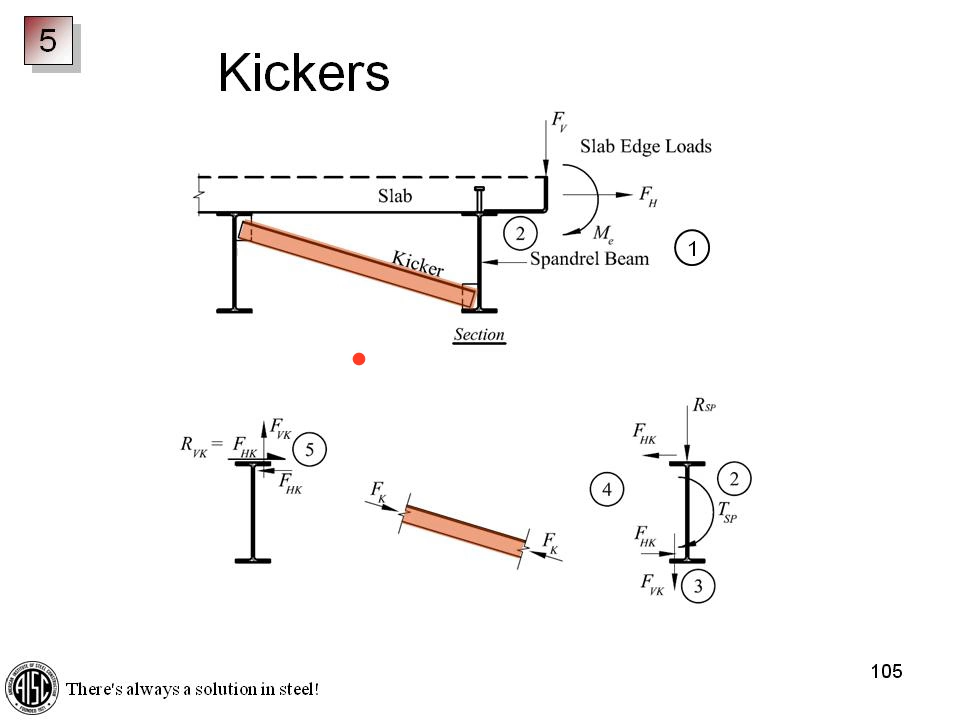 5
Kickers
F_V
Slab Edge Loads
Slab
F_H
2
M_e
1
Kicker
Spandrel Beam
Section
R_SP
F_VK
F_HK
R_VK = F_HK
5
2
F_HK
4
F_K
T_SP
F_HK
F_K
F_VK
3
105
AISC
There's always a solution in steel!